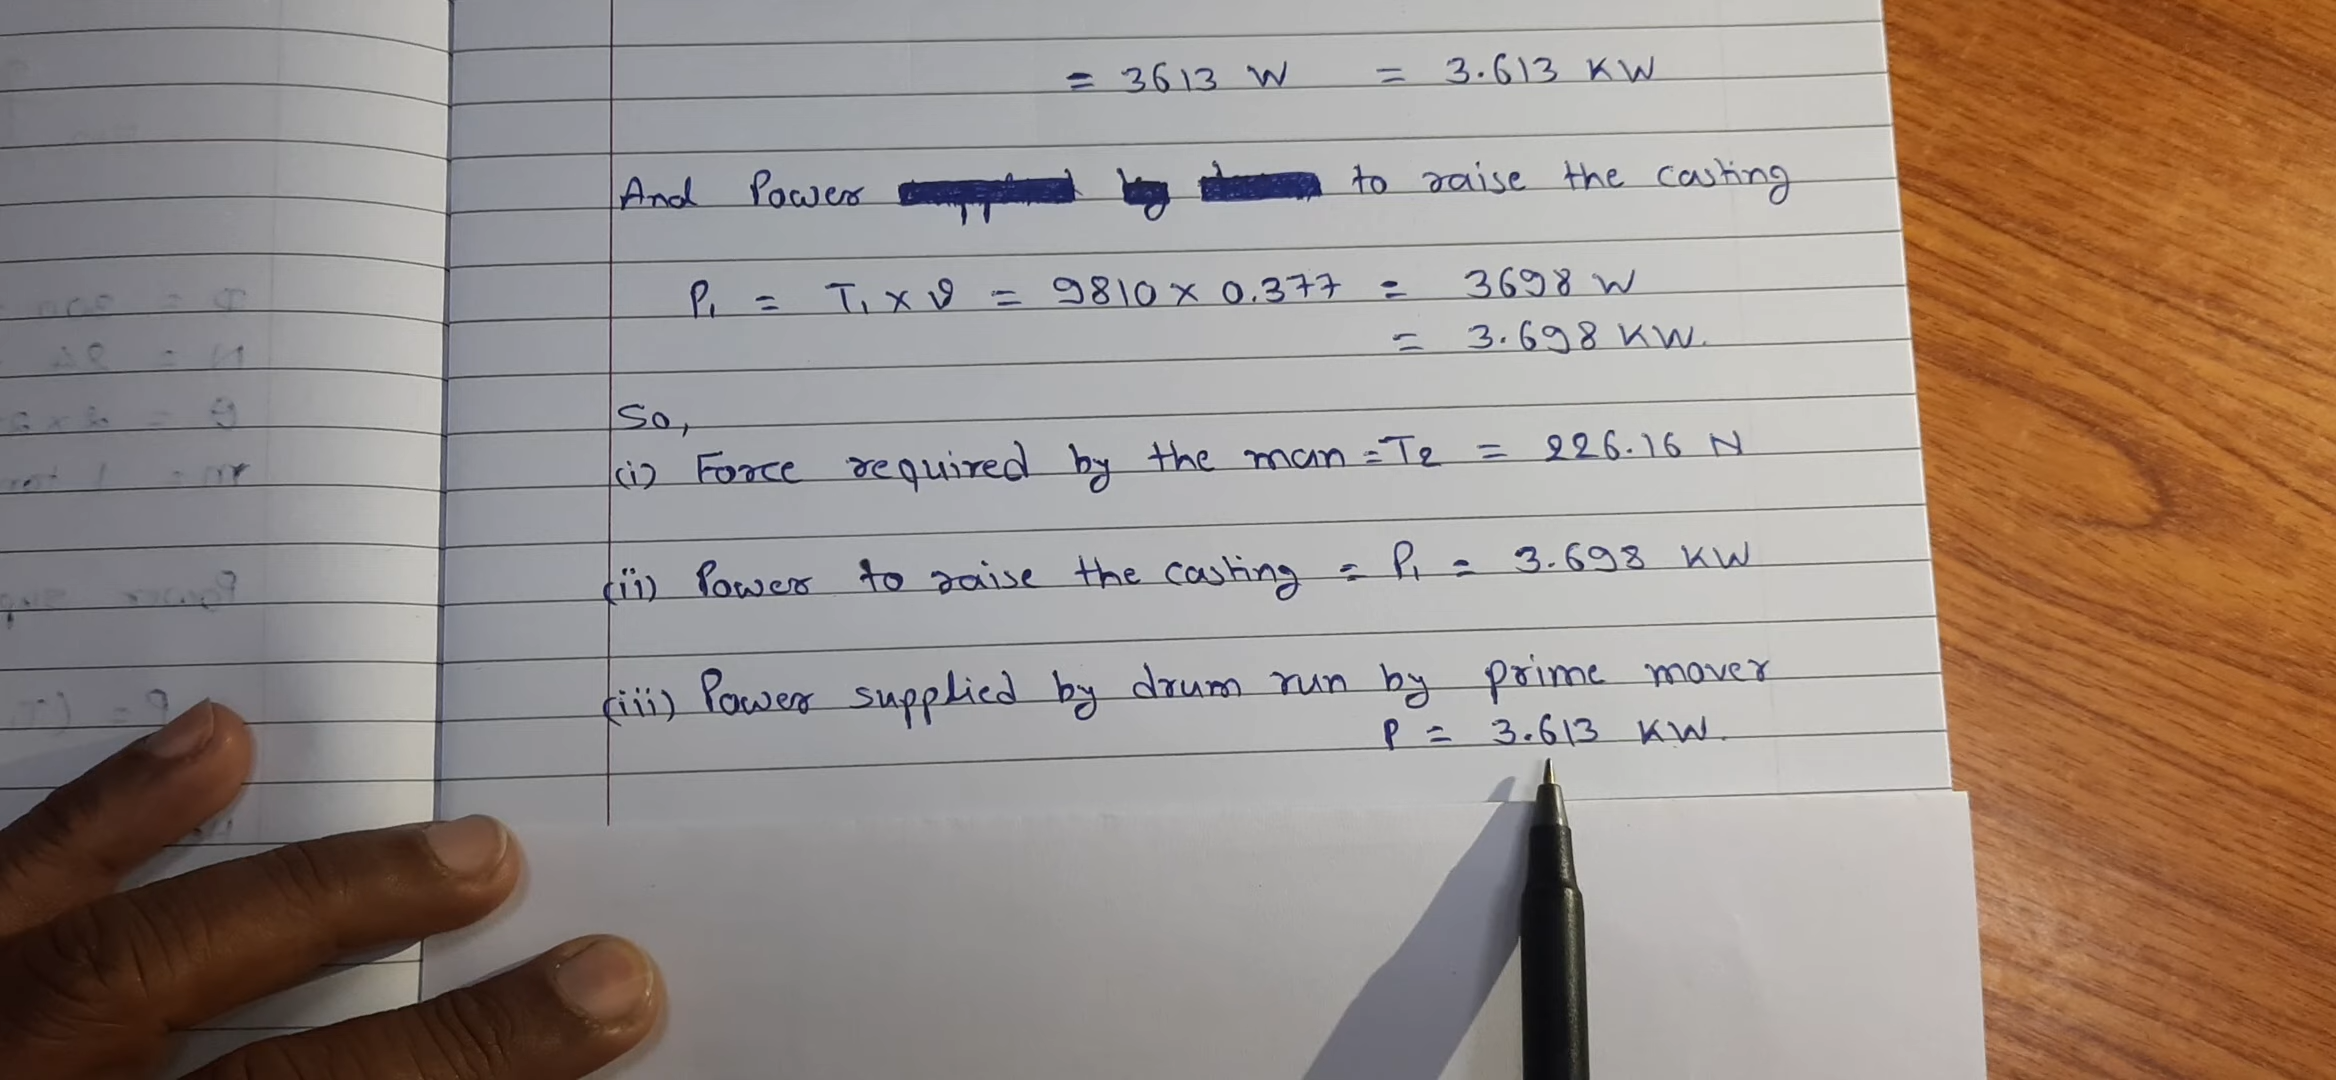 = 3613 W = 3.613 KW
And Power to raise the casting
P₁ = T₁ × v = 9810 × 0.377 = 3698 W
= 3.698 KW.
So,
(i) Force required by the man = T2 = 226.16 N
(ii) Power to raise the casting = P₁ = 3.698 KW
(iii) Power supplied by drum run by prime mover
P = 3.613 KW.